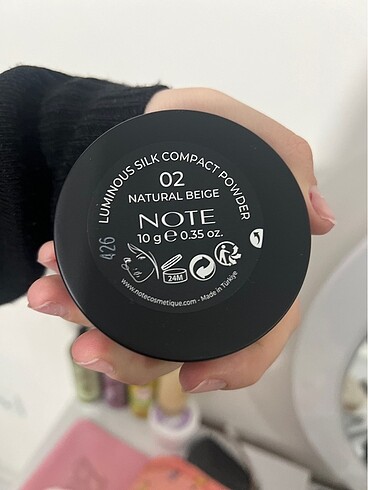 LUMINOUS SILK COMPACT POWDER
02
NATURAL BEIGE
NOTE
10 g ℮ 0.35 oz.
426
24M
www.notecosmetique.com - Made in Türkiye